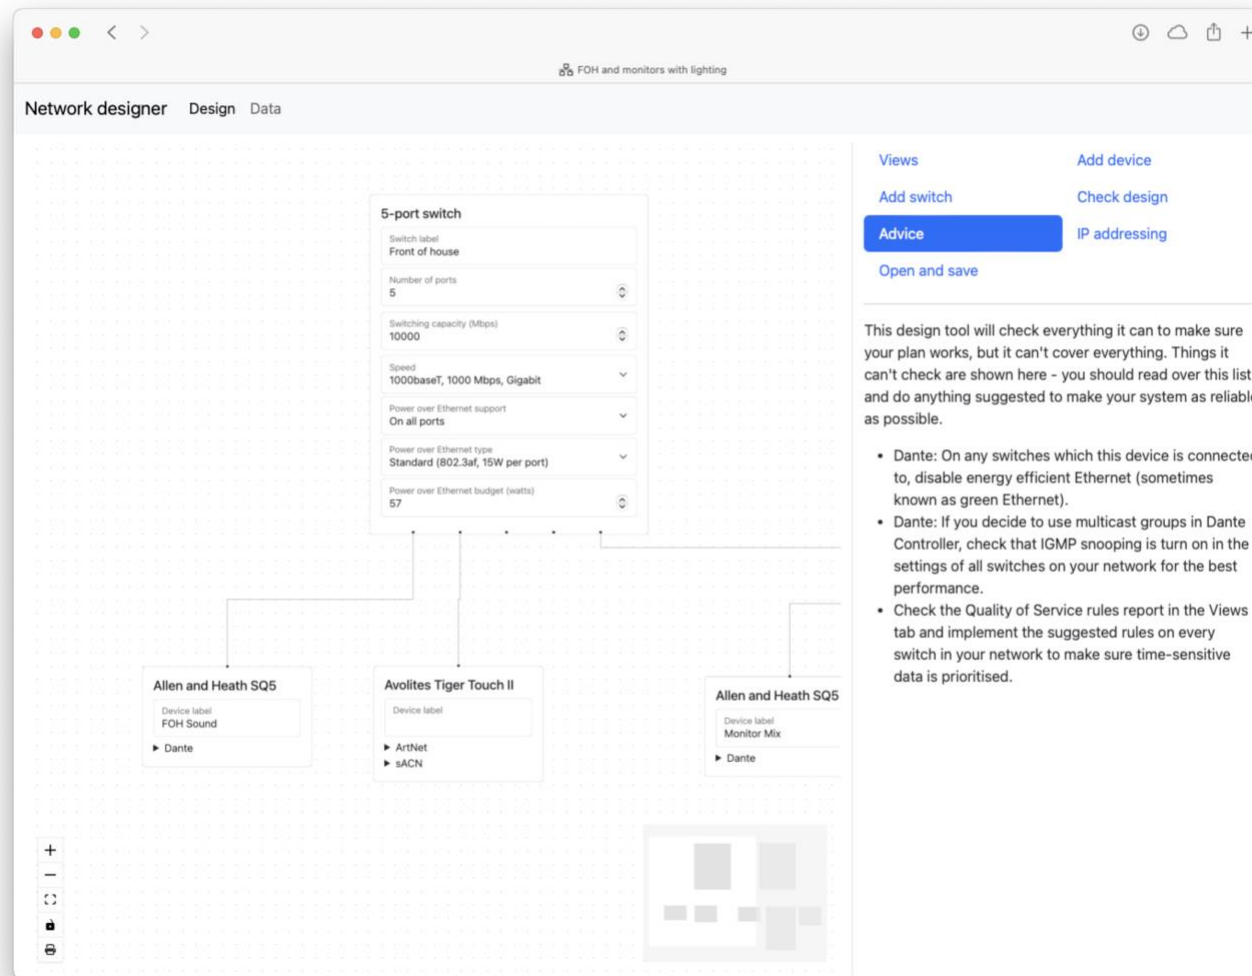 FOH and monitors with lighting
Network designer
Design
Data
5-port switch
Switch label
Front of house
Number of ports
5
Switching capacity (Mbps)
10000
Speed
1000baseT, 1000 Mbps, Gigabit
Power over Ethernet support
On all ports
Power over Ethernet type
Standard (802.3af, 15W per port)
Power over Ethernet budget (watts)
57
Allen and Heath SQ5
Device label
FOH Sound
Dante
Avolites Tiger Touch II
Device label
ArtNet
sACN
Allen and Heath SQ5
Device label
Monitor Mix
Dante
Views
Add device
Add switch
Check design
Advice
IP addressing
Open and save
This design tool will check everything it can to make sure
your plan works, but it can't cover everything. Things it
can't check are shown here - you should read over this list
and do anything suggested to make your system as reliable
as possible.
• Dante: On any switches which this device is connected
to, disable energy efficient Ethernet (sometimes
known as green Ethernet).
• Dante: If you decide to use multicast groups in Dante
Controller, check that IGMP snooping is turn on in the
settings of all switches on your network for the best
performance.
• Check the Quality of Service rules report in the Views
tab and implement the suggested rules on every
switch in your network to make sure time-sensitive
data is prioritised.